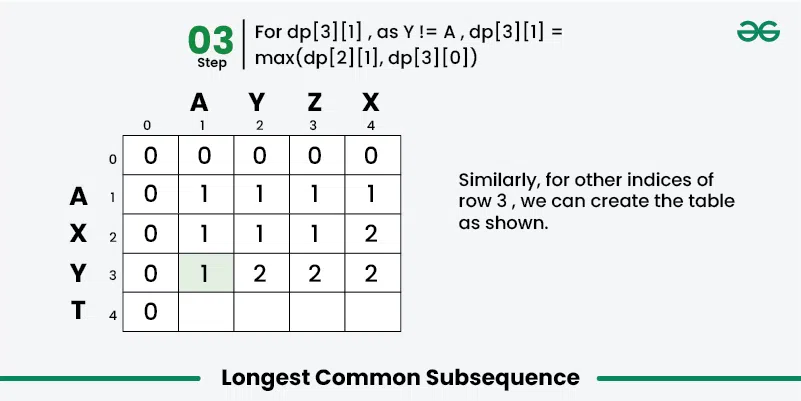 03
Step
For dp[3][1] , as Y != A , dp[3][1] =
max(dp[2][1], dp[3][0])
A Y Z X
0 1 2 3 4
0 0 0 0 0 0
A 1 0 1 1 1 1
X 2 0 1 1 1 2
Y 3 0 1 2 2 2
T 4 0
Similarly, for other indices of
row 3 , we can create the table
as shown.
Longest Common Subsequence